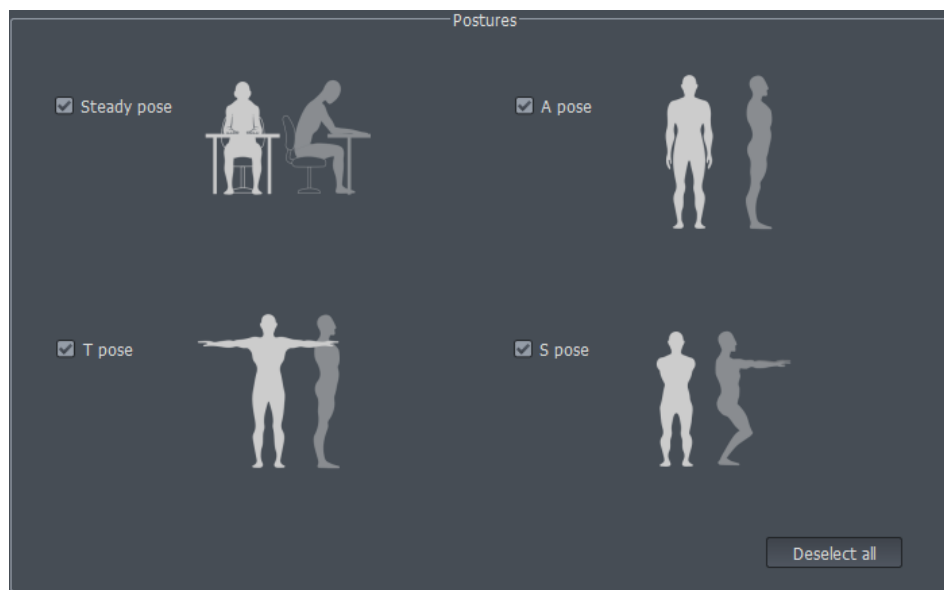 Postures
Steady pose
A pose
T pose
S pose
Deselect all